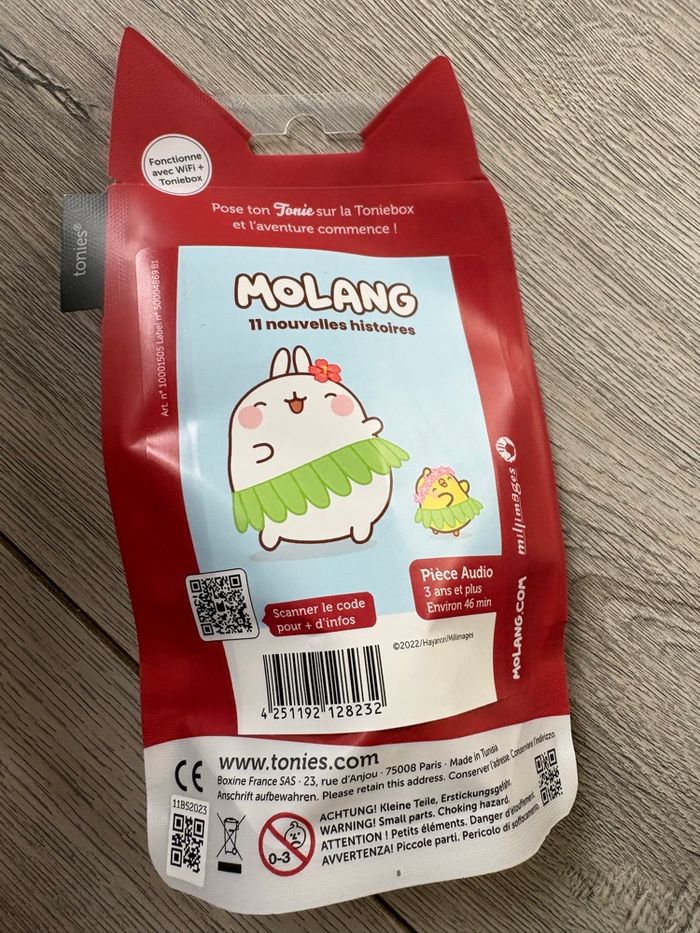 Fonctionne
avec WiFi +
Toniebox
tonies®
Pose ton Tonie sur la Toniebox
et l'aventure commence !
Art. n° 10001505 Label n° 50004869 B1
MOLANG
11 nouvelles histoires
millimages
MOLANG.COM
Pièce Audio
3 ans et plus
Environ 46 min
Scanner le code
pour + d'infos
©2022/Hayanori/Millimages
4 251192 128232
CE
www.tonies.com
Boxine France SAS · 23, rue d'Anjou · 75008 Paris · Made in Tunisia
Anschrift aufbewahren. Please retain this address. Conserver l'adresse. Conservare l'indirizzo.
11BS2023
0-3
ACHTUNG! Kleine Teile, Erstickungsgefahr.
WARNING! Small parts. Choking hazard.
ATTENTION ! Petits éléments. Danger d'étouffement.
AVVERTENZA! Piccole parti. Pericolo di soffocamento.
B